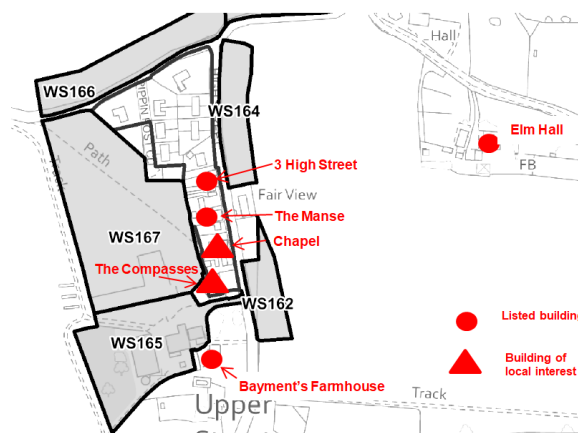 Hall
WS166
PIPPIN
WS164
Elm Hall
Path
3 High Street
FB
Fair View
The Manse
WS167
Chapel
The Compasses
WS162
Listed building
WS165
Building of
local interest
Bayment's Farmhouse
Track
Upper